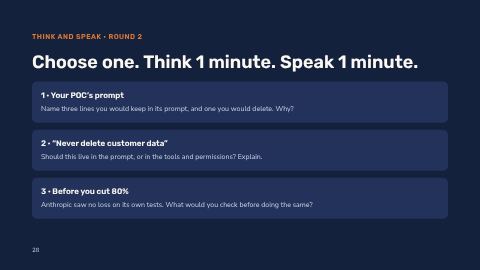 THINK AND SPEAK • ROUND 2
Choose one. Think 1 minute. Speak 1 minute.
1 • Your POC's prompt
Name three lines you would keep in its prompt, and one you would delete. Why?
2 • “Never delete customer data”
Should this live in the prompt, or in the tools and permissions? Explain.
3 • Before you cut 80%
Anthropic saw no loss on its own tests. What would you check before doing the same?
28